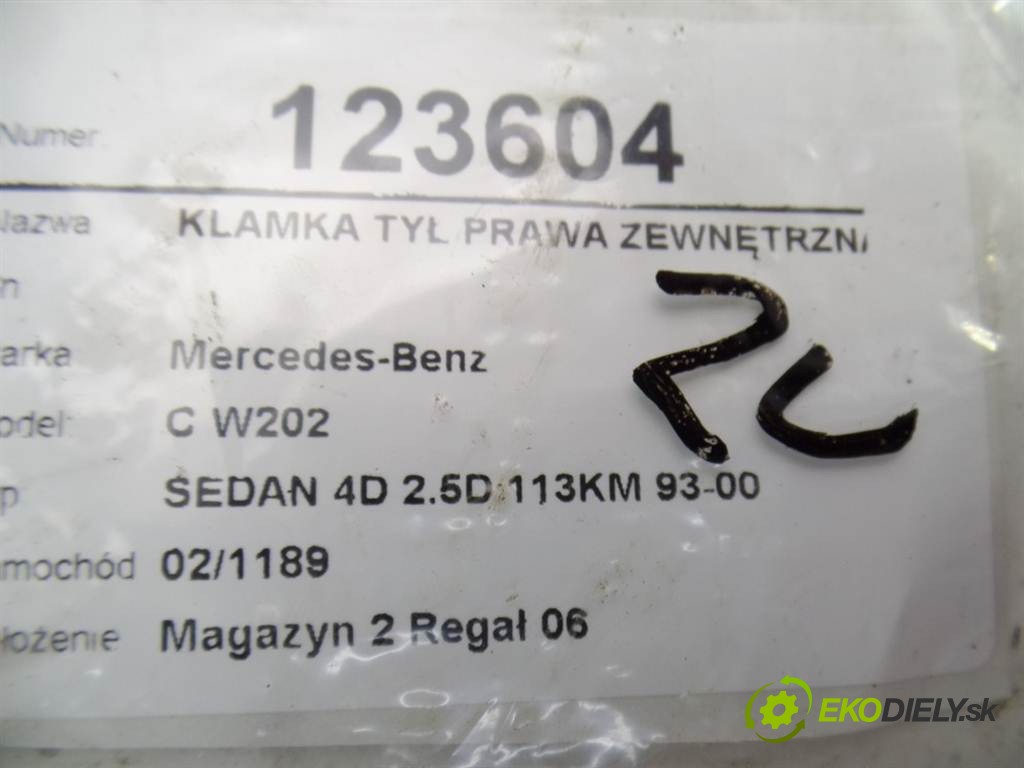 Numer: 123604
Nazwa KLAMKA TYŁ PRAWA ZEWNĘTRZN
Mercedes-Benz
C W202
SEDAN 4D 2.5D 113KM 93-00
02/1189
Magazyn 2 Regał 06
EKODIELY.sk